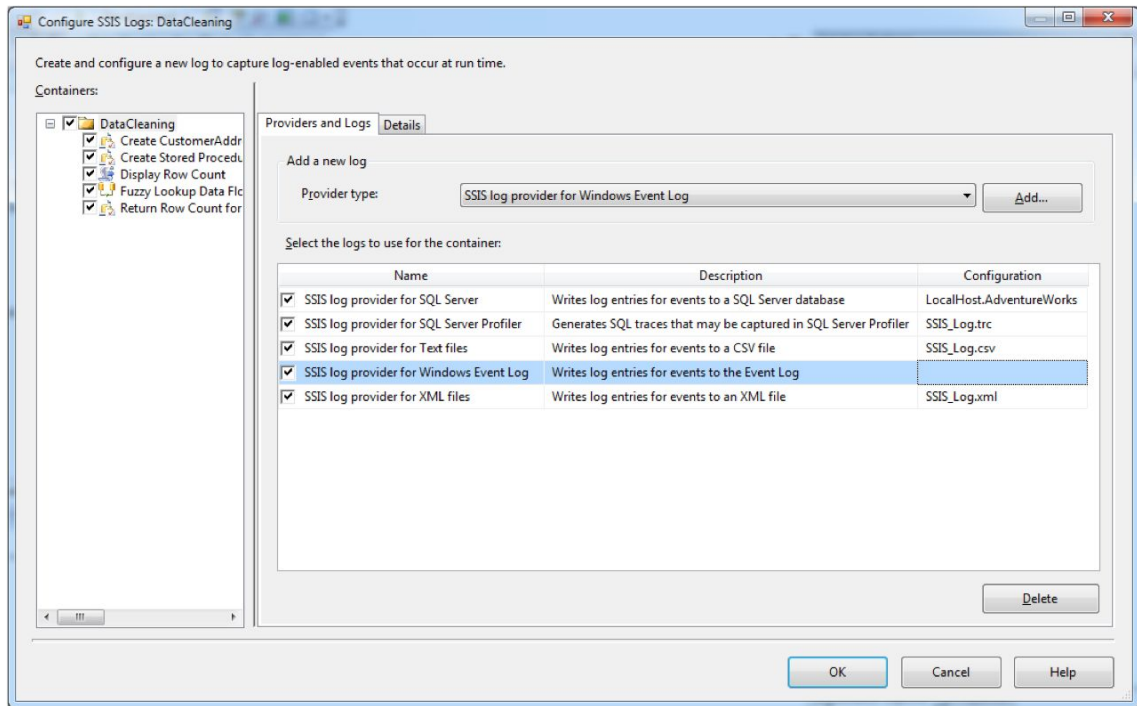 Configure SSIS Logs: DataCleaning
Create and configure a new log to capture log-enabled events that occur at run time.
Containers:
DataCleaning
Create CustomerAddr
Create Stored Procedu
Display Row Count
Fuzzy Lookup Data Flc
Return Row Count for
Providers and Logs Details
Add a new log
Provider type: SSIS log provider for Windows Event Log Add...
Select the logs to use for the container:
Name Description Configuration
SSIS log provider for SQL Server Writes log entries for events to a SQL Server database LocalHost.AdventureWorks
SSIS log provider for SQL Server Profiler Generates SQL traces that may be captured in SQL Server Profiler SSIS_Log.trc
SSIS log provider for Text files Writes log entries for events to a CSV file SSIS_Log.csv
SSIS log provider for Windows Event Log Writes log entries for events to the Event Log
SSIS log provider for XML files Writes log entries for events to an XML file SSIS_Log.xml
Delete
OK Cancel Help